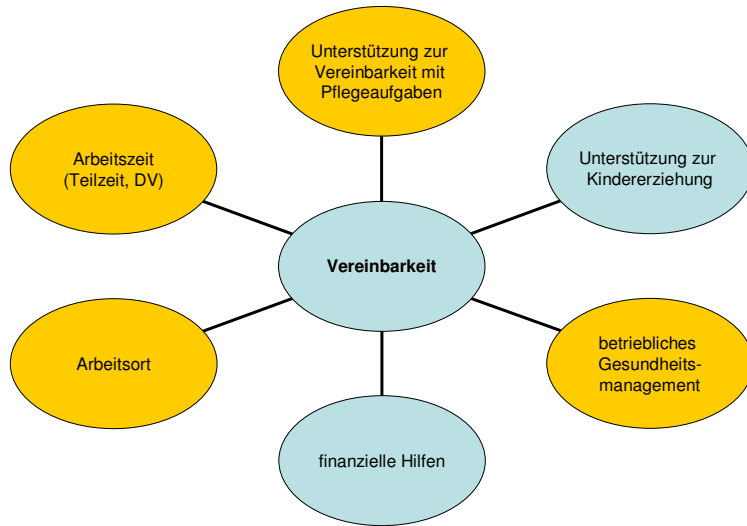 Unterstützung zur
Vereinbarkeit mit
Pflegeaufgaben
Arbeitszeit
(Teilzeit, DV)
Unterstützung zur
Kindererziehung
Vereinbarkeit
Arbeitsort
betriebliches
Gesundheits-
management
finanzielle Hilfen